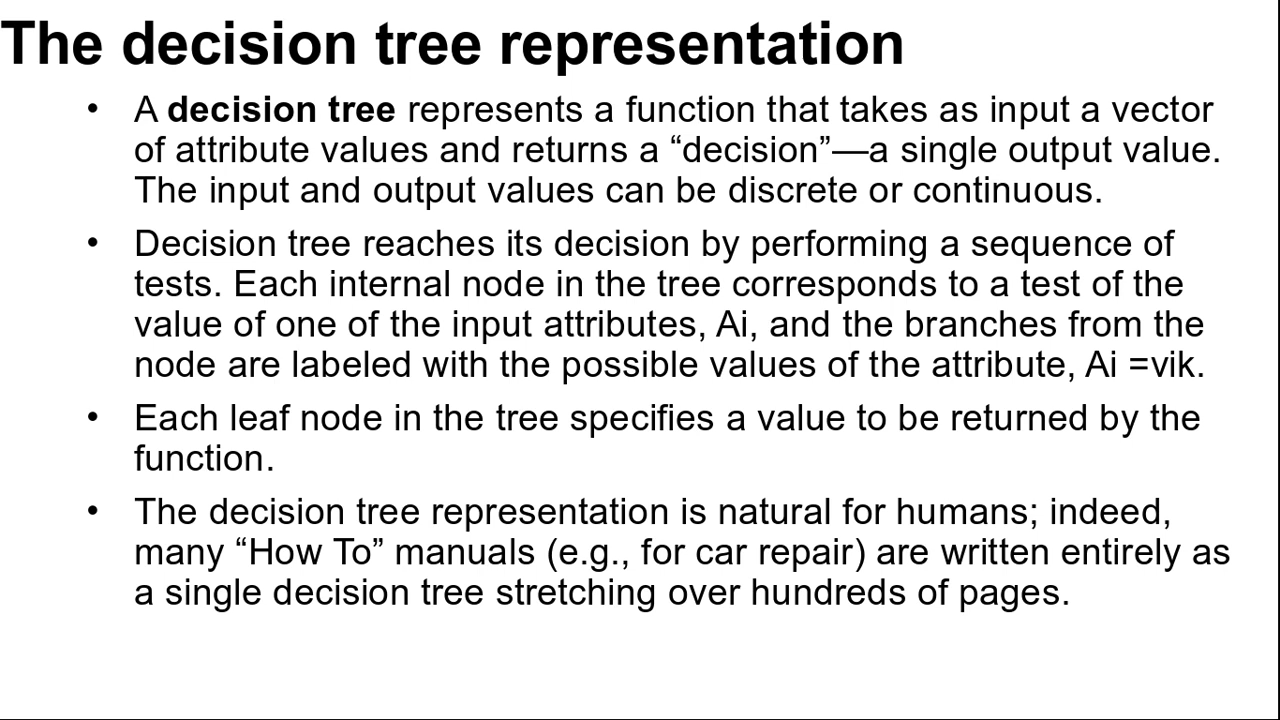 The decision tree representation
• A decision tree represents a function that takes as input a vector
of attribute values and returns a “decision”—a single output value.
The input and output values can be discrete or continuous.
• Decision tree reaches its decision by performing a sequence of
tests. Each internal node in the tree corresponds to a test of the
value of one of the input attributes, Ai, and the branches from the
node are labeled with the possible values of the attribute, Ai =vik.
• Each leaf node in the tree specifies a value to be returned by the
function.
• The decision tree representation is natural for humans; indeed,
many “How To” manuals (e.g., for car repair) are written entirely as
a single decision tree stretching over hundreds of pages.